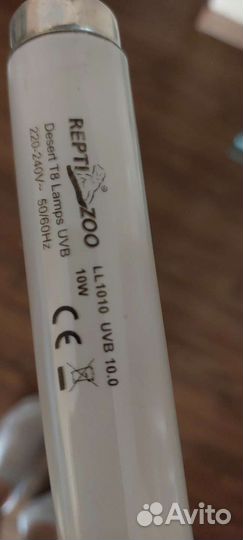 REPTI ZOO
Desert T8 Lamps UVB
220-240V~ 50/60Hz
LL1010 UVB 10.0
10W
CE
Avito